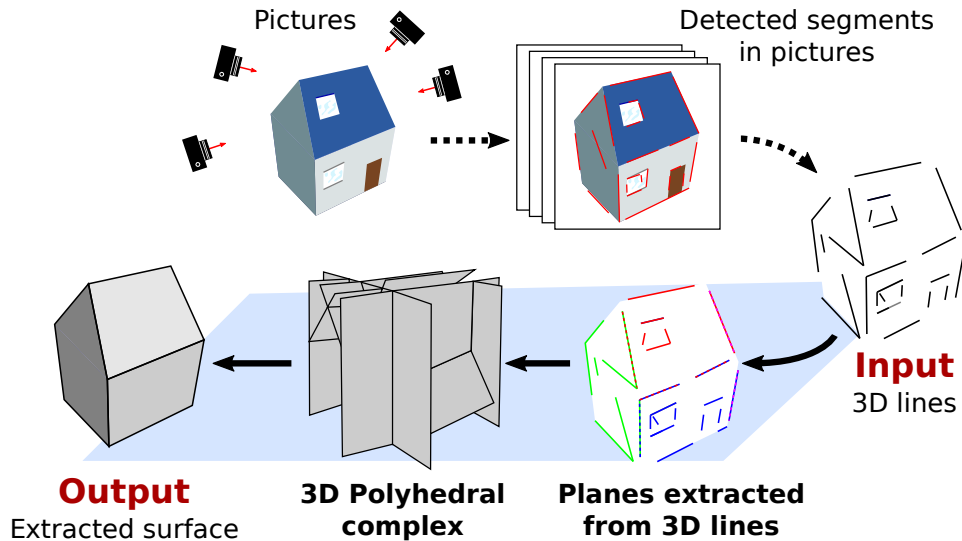 Pictures
Detected segments
in pictures
Input
3D lines
Planes extracted
from 3D lines
3D Polyhedral
complex
Output
Extracted surface